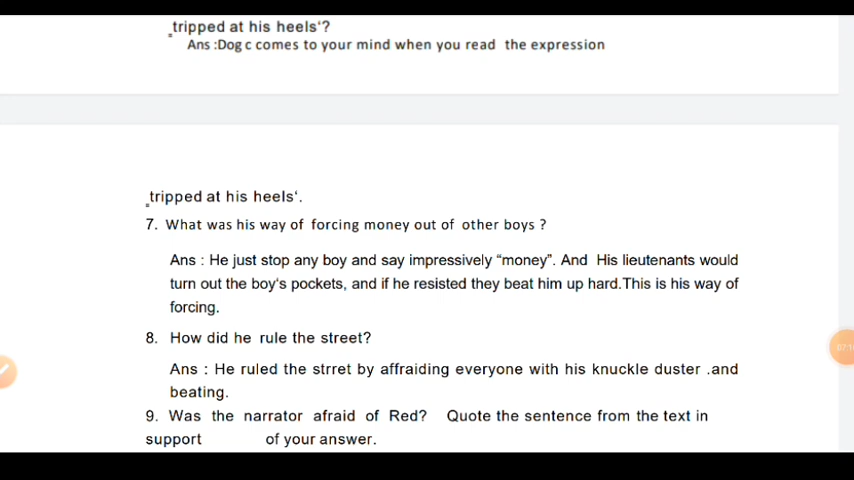 „tripped at his heels‘?
Ans :Dog c comes to your mind when you read the expression
„tripped at his heels‘.
7. What was his way of forcing money out of other boys ?
Ans : He just stop any boy and say impressively “money”. And His lieutenants would
turn out the boy‘s pockets, and if he resisted they beat him up hard.This is his way of
forcing.
8. How did he rule the street?
Ans : He ruled the strret by affraiding everyone with his knuckle duster .and
beating.
9. Was the narrator afraid of Red? Quote the sentence from the text in
support of your answer.